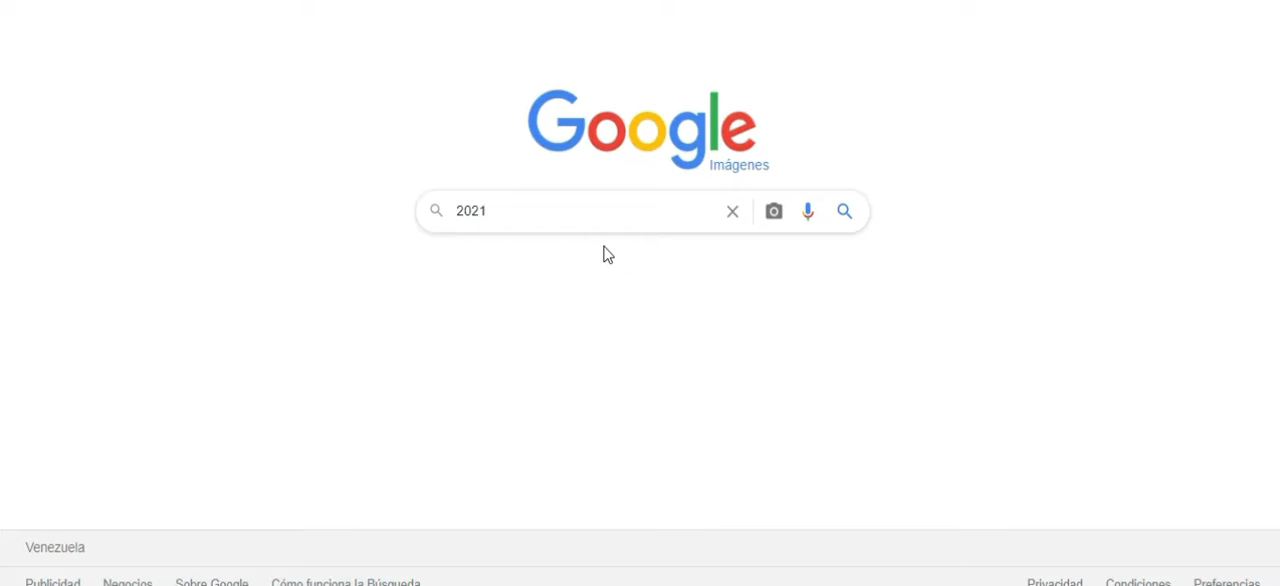 Google
Imágenes
2021
Venezuela
Publicidad Negocios Sobre Google Cómo funciona la Búsqueda Privacidad Condiciones Preferencias